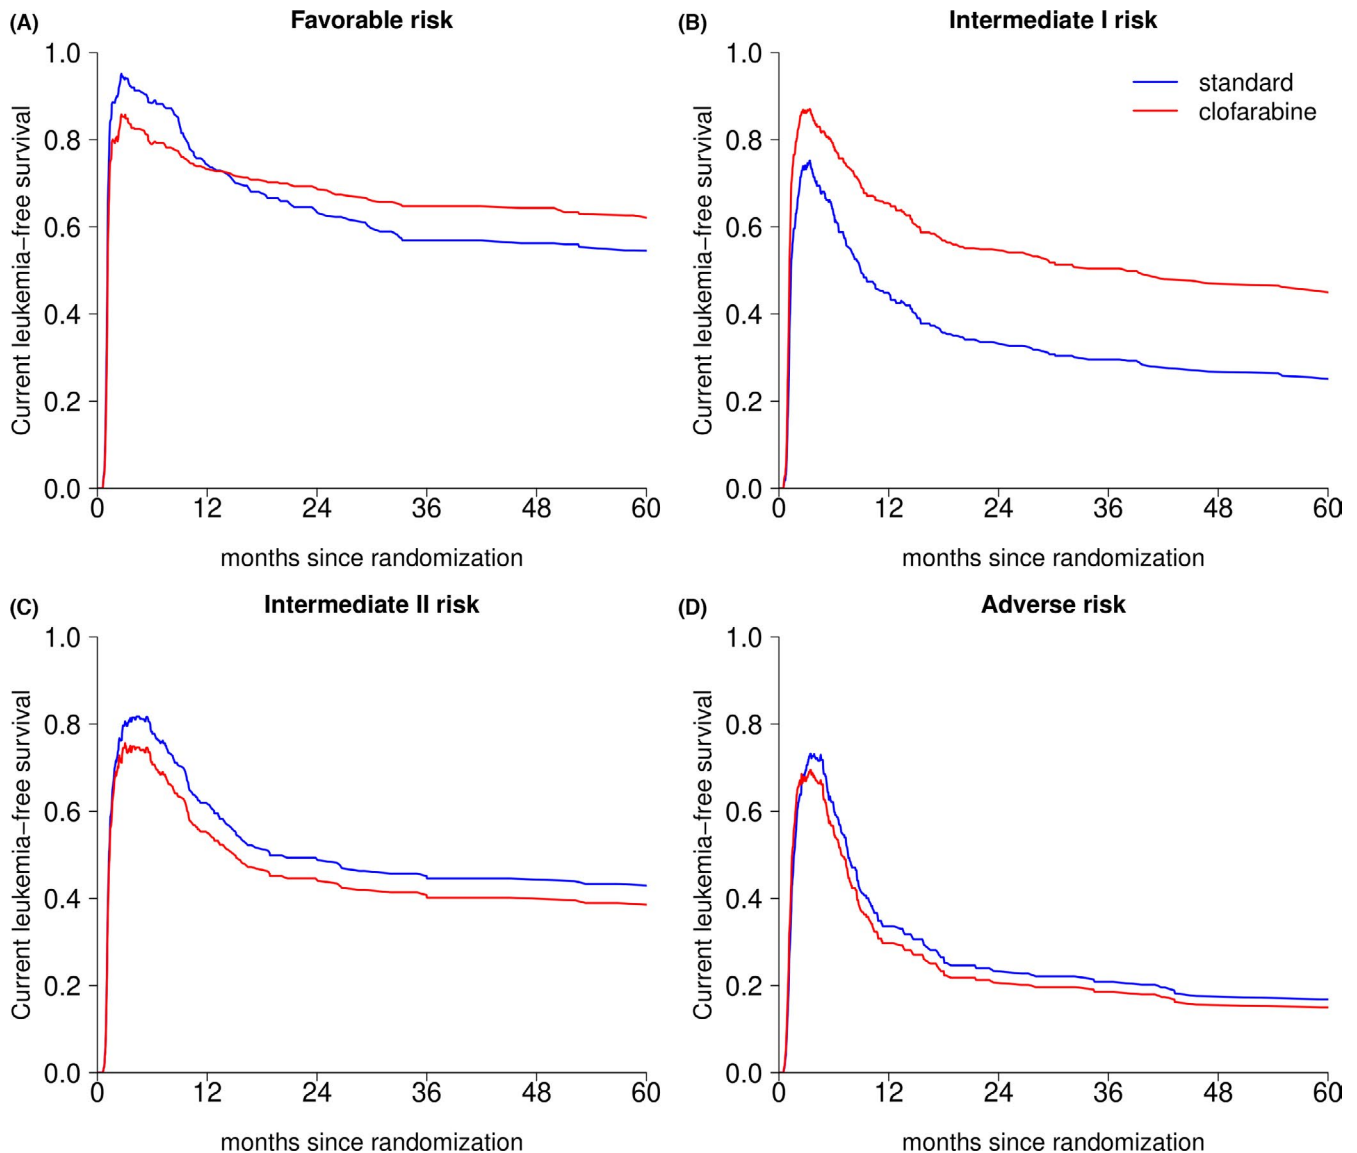 (A) Favorable risk
Current leukemia−free survival
1.0
0.8
0.6
0.4
0.2
0.0
0 12 24 36 48 60
months since randomization
(B) Intermediate I risk
standard
clofarabine
Current leukemia−free survival
1.0
0.8
0.6
0.4
0.2
0.0
0 12 24 36 48 60
months since randomization
(C) Intermediate II risk
Current leukemia−free survival
1.0
0.8
0.6
0.4
0.2
0.0
0 12 24 36 48 60
months since randomization
(D) Adverse risk
Current leukemia−free survival
1.0
0.8
0.6
0.4
0.2
0.0
0 12 24 36 48 60
months since randomization